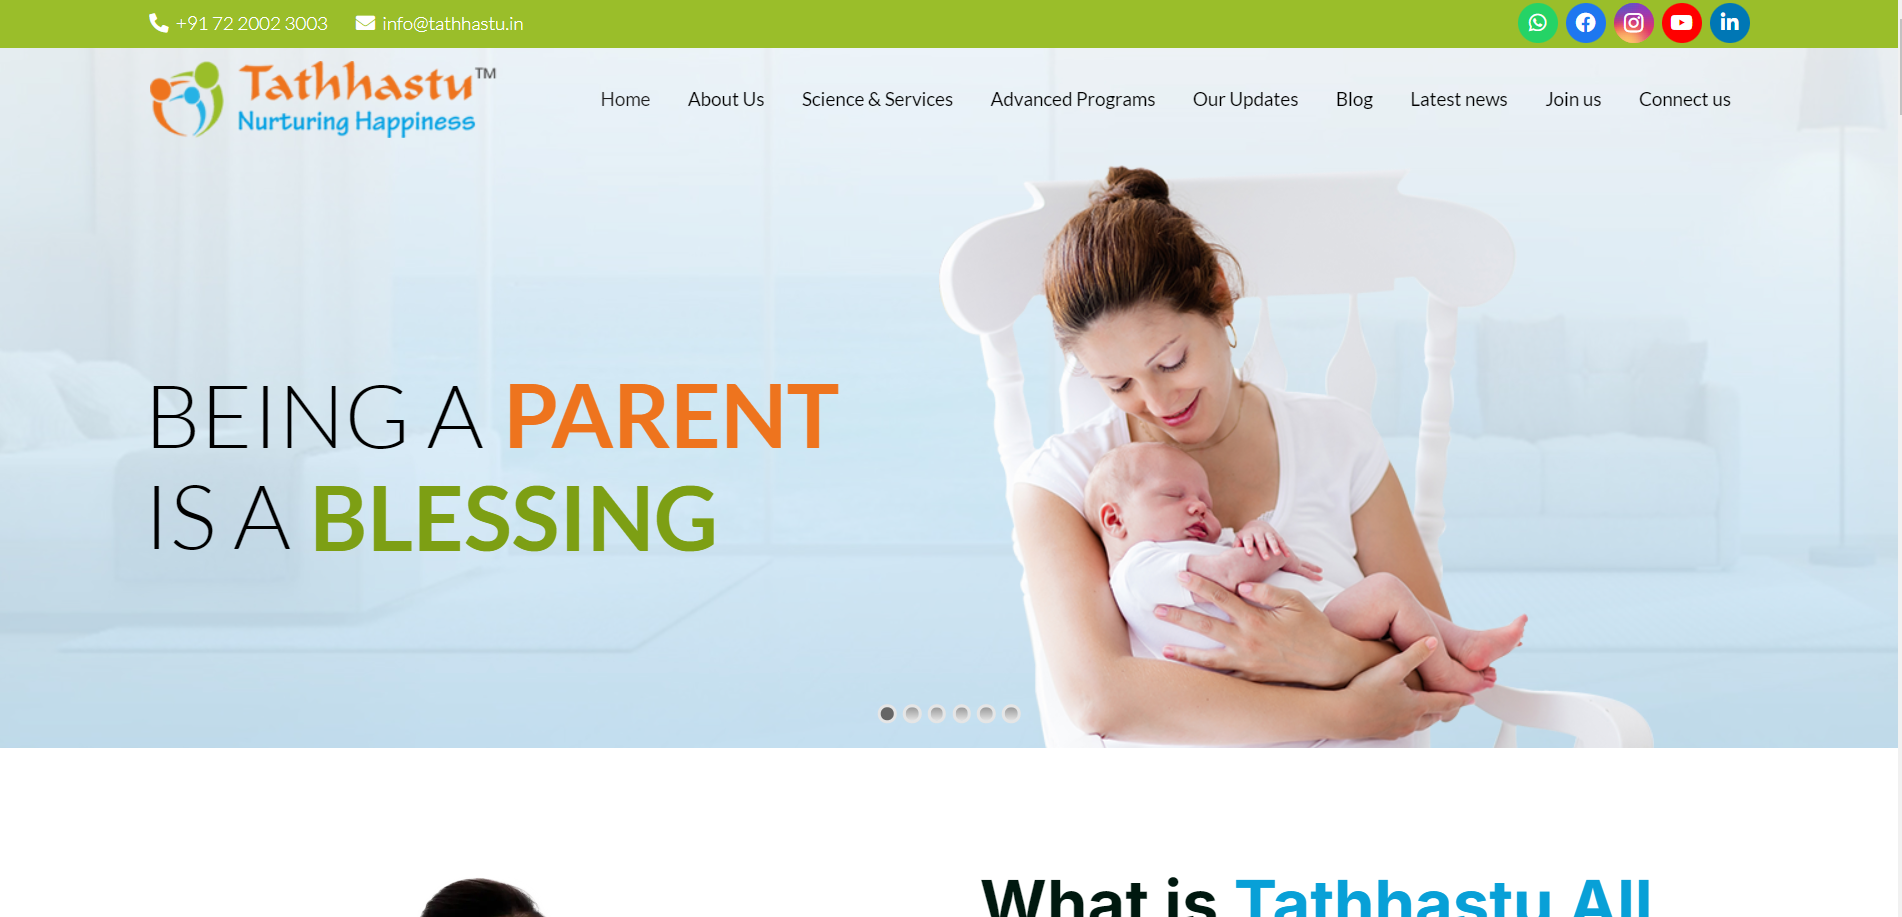 +91 72 2002 3003
info@tathhastu.in
Tathhastu™
Nurturing Happiness
Home
About Us
Science & Services
Advanced Programs
Our Updates
Blog
Latest news
Join us
Connect us
BEING A PARENT
IS A BLESSING
What is Tathhastu All